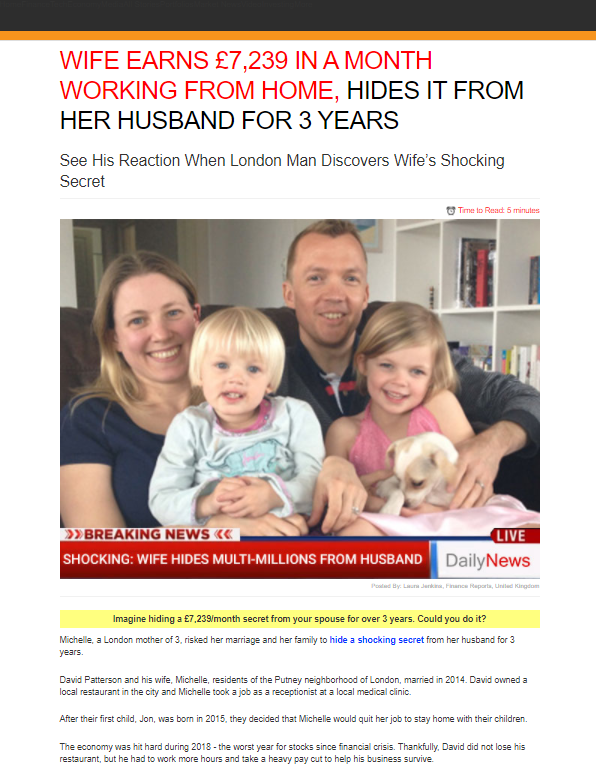 WIFE EARNS £7,239 IN A MONTH
WORKING FROM HOME, HIDES IT FROM
HER HUSBAND FOR 3 YEARS
See His Reaction When London Man Discovers Wife’s Shocking
Secret
Time to Read: 5 minutes
BREAKING NEWS
LIVE
SHOCKING: WIFE HIDES MULTI-MILLIONS FROM HUSBAND
DailyNews
Posted By: Laura Jenkins, Finance Reports, United Kingdom
Imagine hiding a £7,239/month secret from your spouse for over 3 years. Could you do it?
Michelle, a London mother of 3, risked her marriage and her family to hide a shocking secret from her husband for 3
years.
David Patterson and his wife, Michelle, residents of the Putney neighborhood of London, married in 2014. David owned a
local restaurant in the city and Michelle took a job as a receptionist at a local medical clinic.
After their first child, Jon, was born in 2015, they decided that Michelle would quit her job to stay home with their children.
The economy was hit hard during 2018 - the worst year for stocks since financial crisis. Thankfully, David did not lose his
restaurant, but he had to work more hours and take a heavy pay cut to help his business survive.